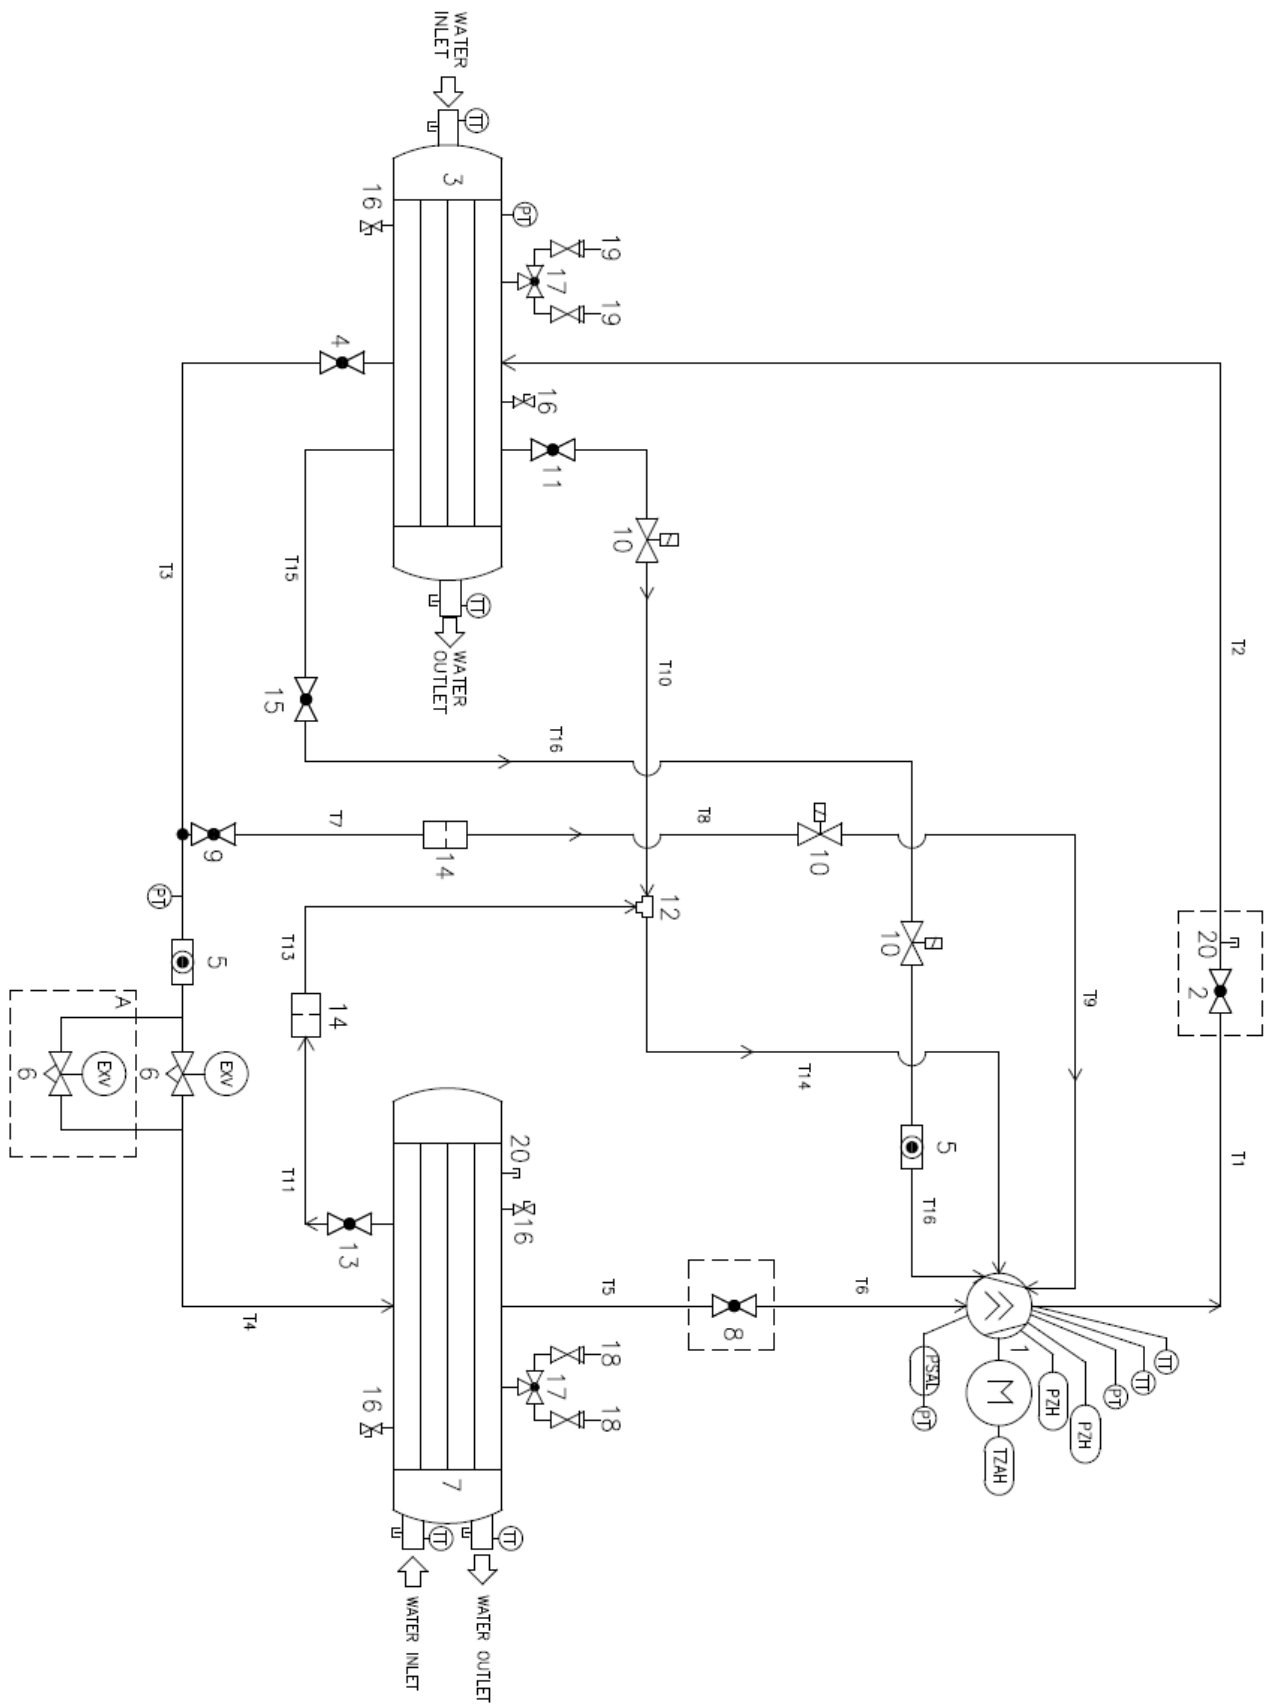 T2
T1
20
2
TT
TT
PT
T9
PZH
PZH
1
M
TZAH
5
T16
PSAL
PT
10
T6
10
T14
8
T8
12
T10
10
19
19
18
18
T5
17
T16
17
11
16
PT
16
20
TT
WATER OUTLET
TT
TT
WATER
INLET
3
WATER
OUTLET
7
14
TT
WATER INLET
16
16
13
4
14
T7
T15
T13
T11
15
T4
EXV
5
9
T3
PT
6
A
EXV
6